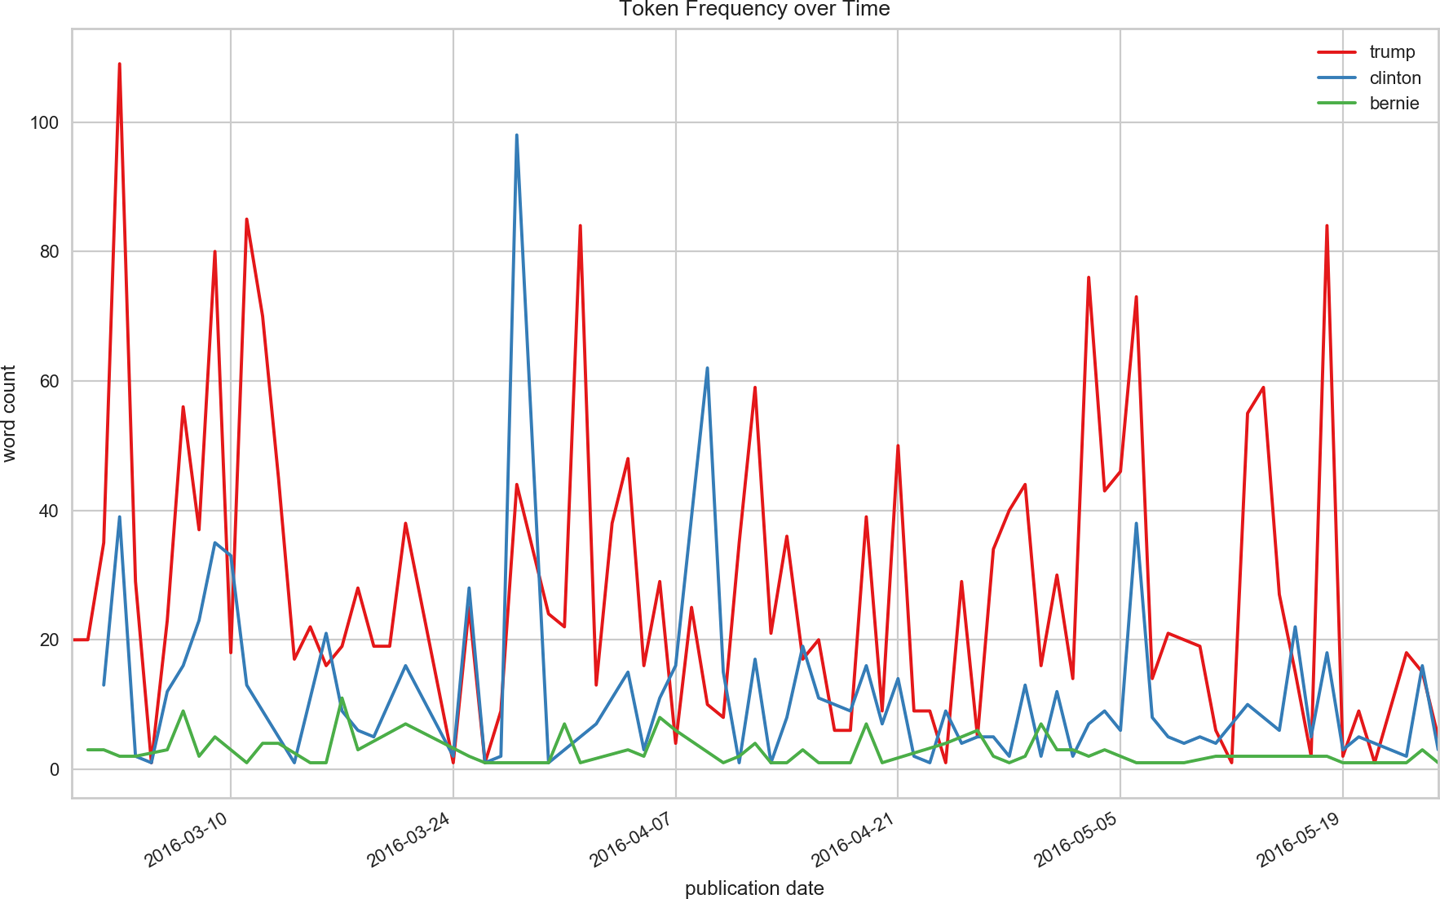 Token Frequency over Time
trump
clinton
bernie
100
80
60
40
20
0
word count
2016-03-10
2016-03-24
2016-04-07
2016-04-21
2016-05-05
2016-05-19
publication date